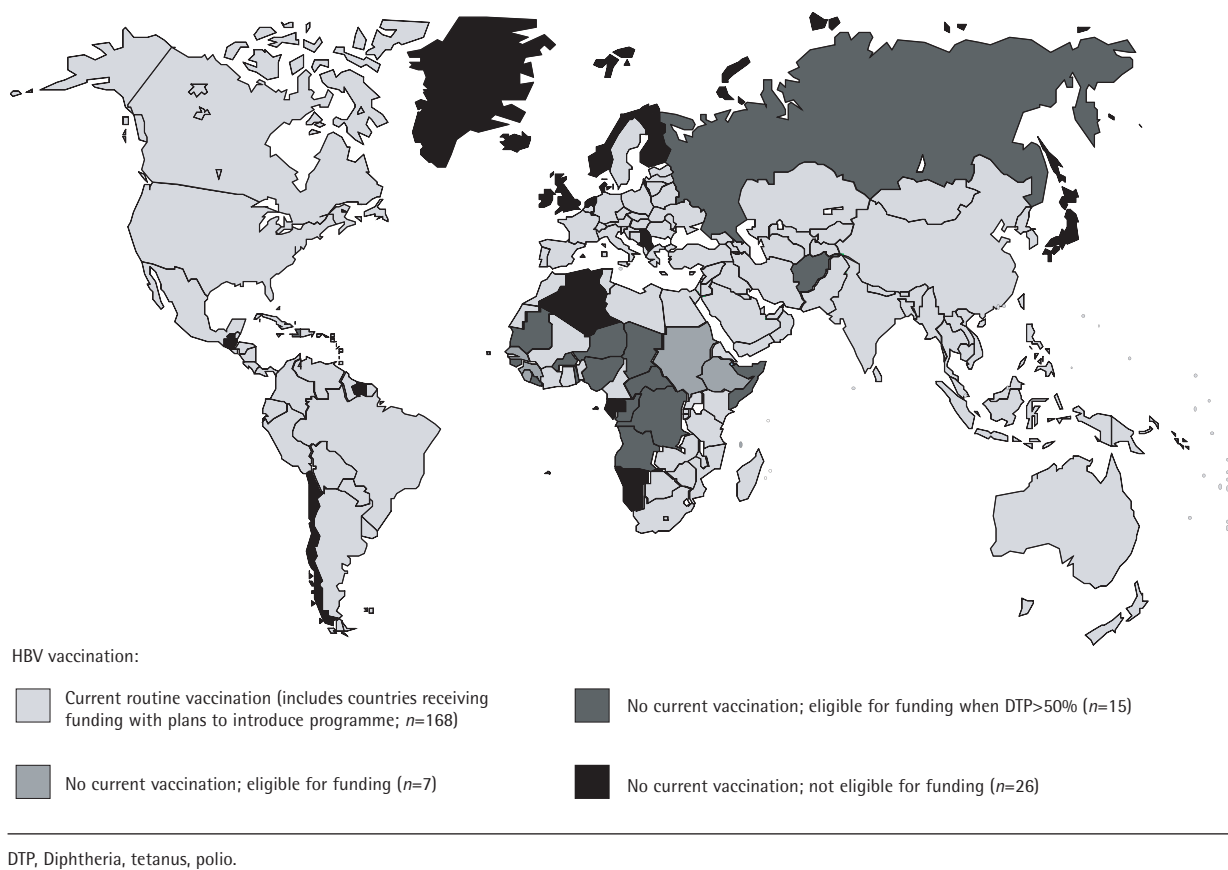 HBV vaccination:
Current routine vaccination (includes countries receiving
funding with plans to introduce programme; n=168)
No current vaccination; eligible for funding when DTP>50% (n=15)
No current vaccination; eligible for funding (n=7)
No current vaccination; not eligible for funding (n=26)
DTP, Diphtheria, tetanus, polio.